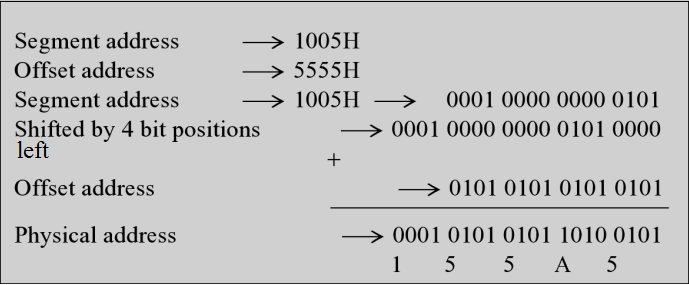 Segment address → 1005H
Offset address → 5555H
Segment address → 1005H → 0001 0000 0000 0101
Shifted by 4 bit positions → 0001 0000 0000 0101 0000
left
+
Offset address → 0101 0101 0101 0101
Physical address → 0001 0101 0101 1010 0101
1 5 5 A 5